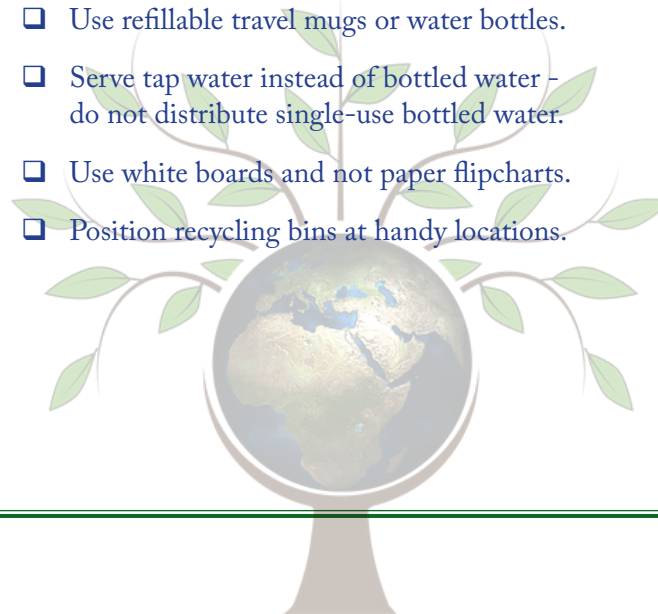 ❑ Use refillable travel mugs or water bottles.
❑ Serve tap water instead of bottled water -
do not distribute single-use bottled water.
❑ Use white boards and not paper flipcharts.
❑ Position recycling bins at handy locations.